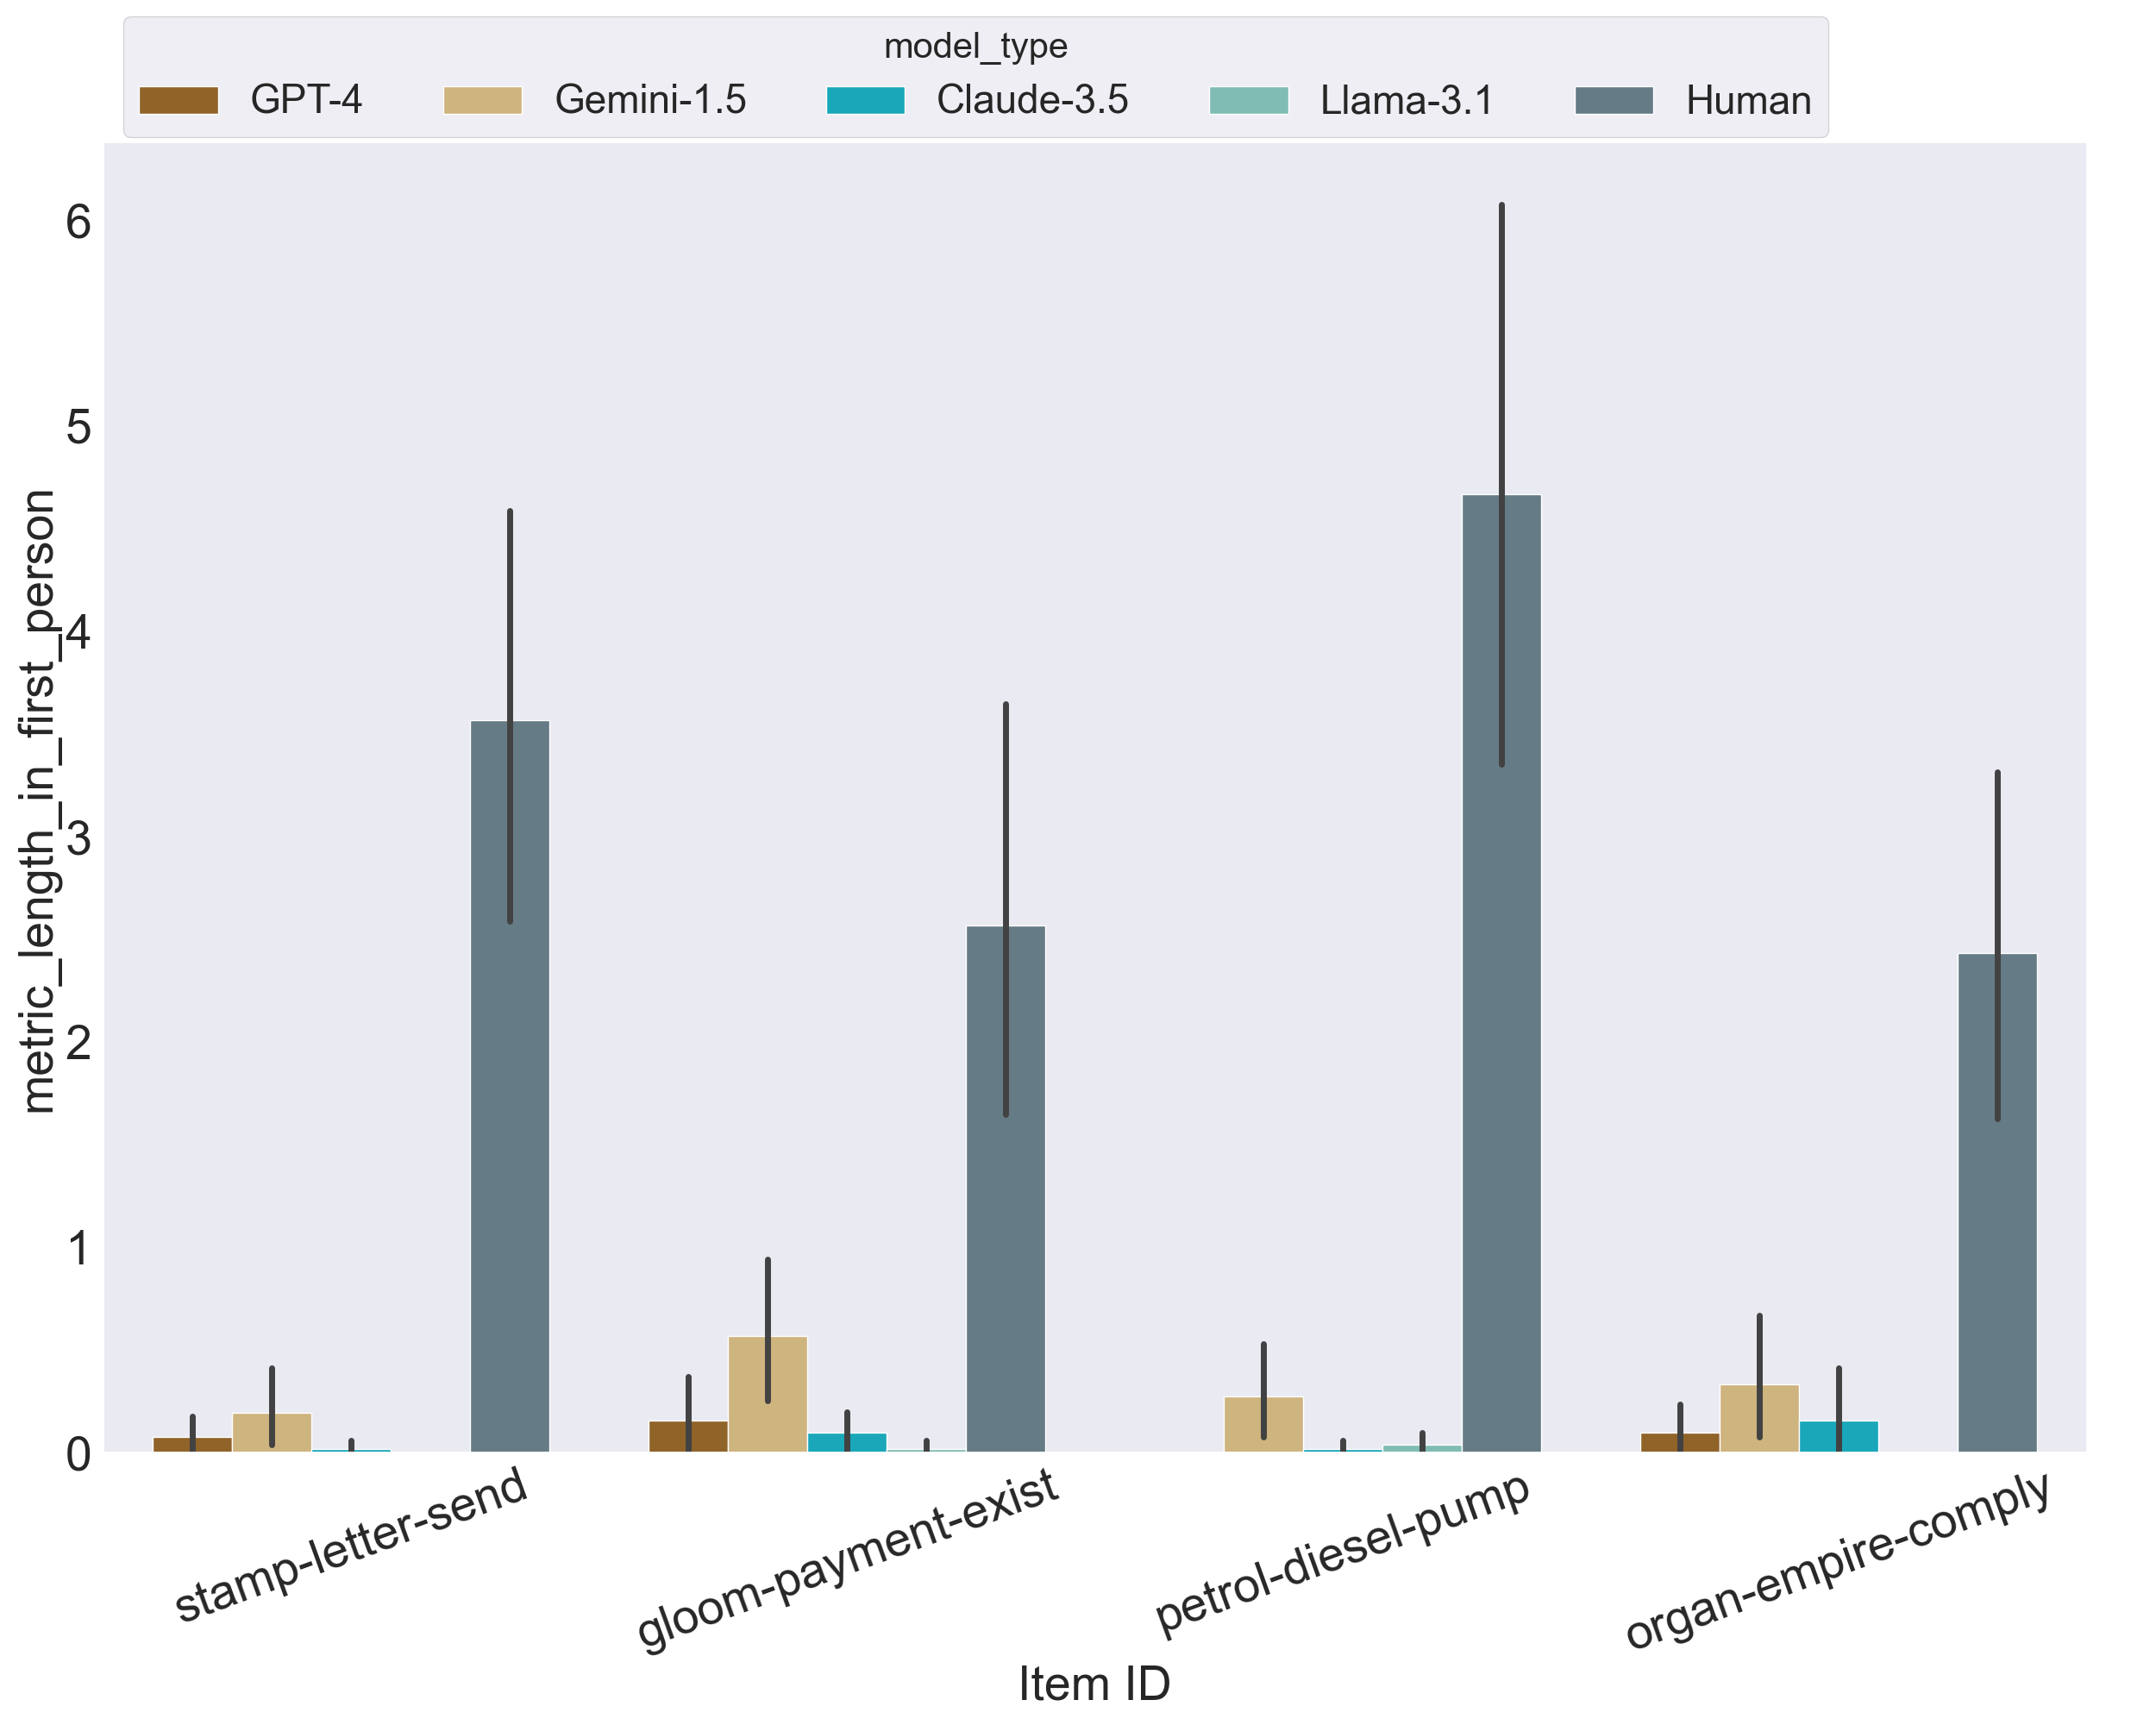 model_type
GPT-4 Gemini-1.5 Claude-3.5 Llama-3.1 Human
metric_length_in_first_person
6
5
4
3
2
1
0
stamp-letter-send
gloom-payment-exist
petrol-diesel-pump
organ-empire-comply
Item ID